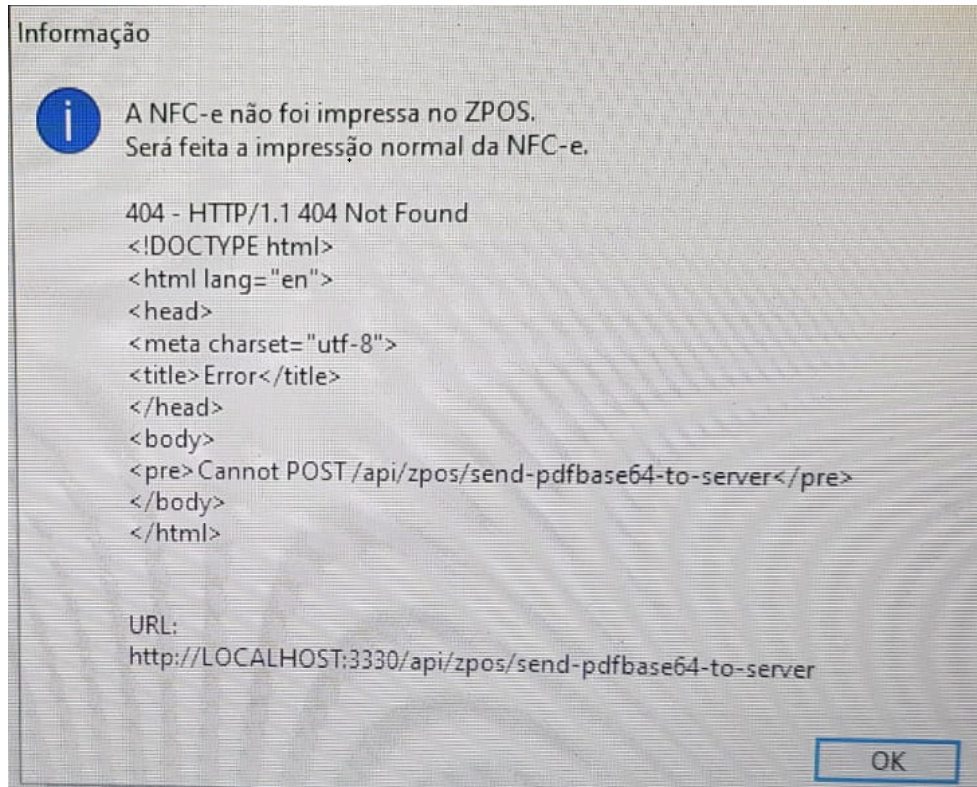 Informação
A NFC-e não foi impressa no ZPOS.
Será feita a impressão normal da NFC-e.
404 - HTTP/1.1 404 Not Found
<!DOCTYPE html>
<html lang="en">
<head>
<meta charset="utf-8">
<title>Error</title>
</head>
<body>
<pre>Cannot POST /api/zpos/send-pdfbase64-to-server</pre>
</body>
</html>
URL:
http://LOCALHOST:3330/api/zpos/send-pdfbase64-to-server
OK